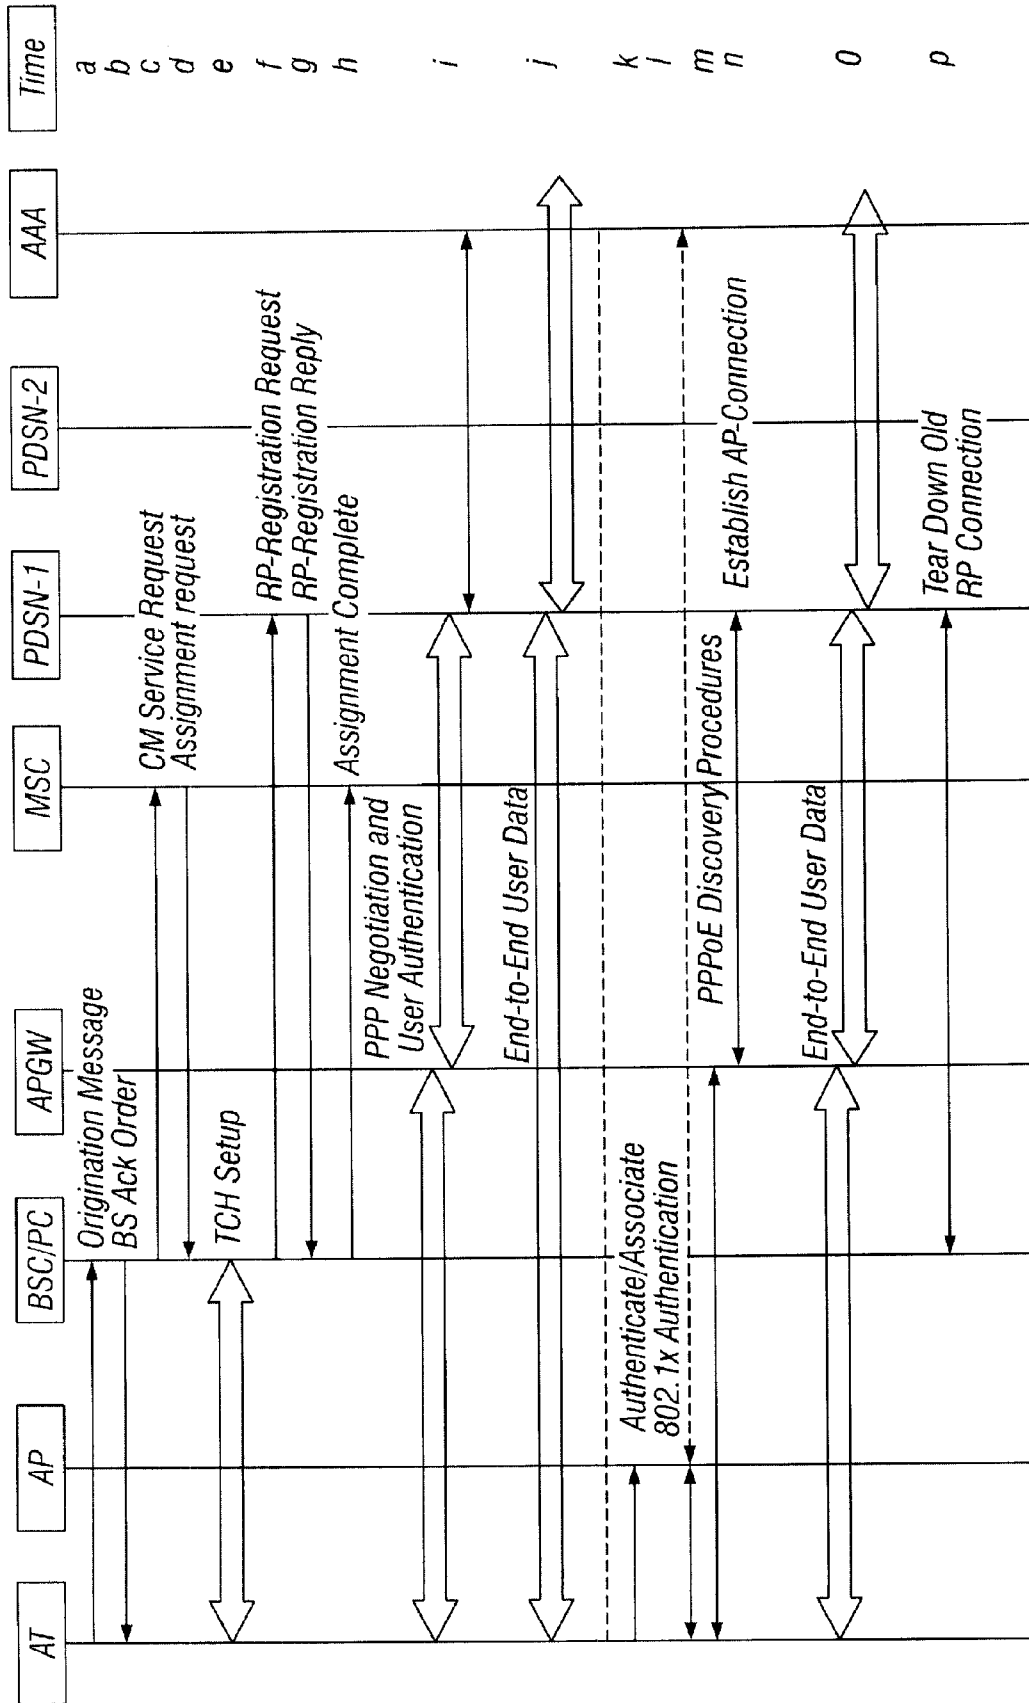 AT
AP
BSC/PC
APGW
MSC
PDSN-1
PDSN-2
AAA
Time
Origination Message
a
BS Ack Order
b
CM Service Request
c
Assignment request
d
TCH Setup
e
RP-Registration Request
f
RP-Registration Reply
g
Assignment Complete
h
PPP Negotiation and
User Authentication
i
End-to-End User Data
j
Authenticate/Associate
k
802.1x Authentication
l
PPPoE Discovery Procedures
m
Establish AP-Connection
n
End-to-End User Data
0
Tear Down Old
RP Connection
p